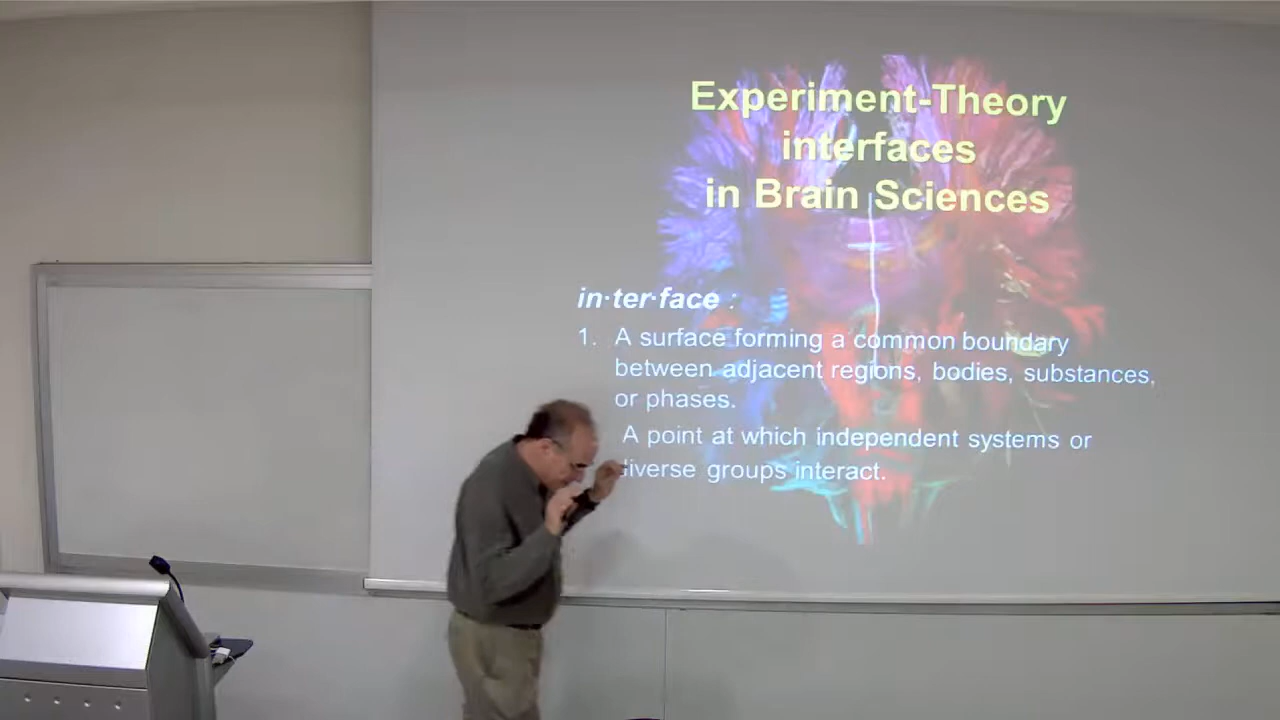 Experiment-Theory
interfaces
in Brain Sciences
in·ter·face :
1. A surface forming a common boundary
between adjacent regions, bodies, substances,
or phases.
A point at which independent systems or
diverse groups interact.